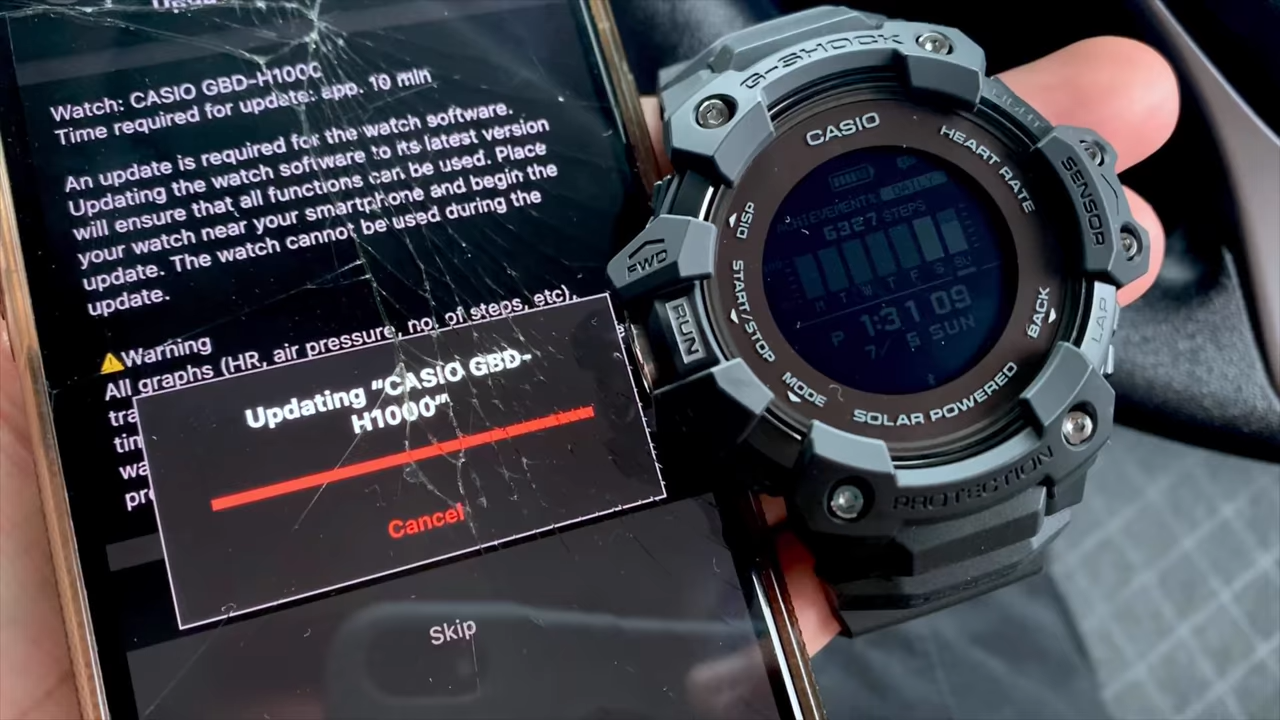 Watch: CASIO GBD-H1000
Time required for update: app. 10 min
An update is required for the watch software.
Updating the watch software to its latest version
will ensure that all functions can be used. Place
your watch near your smartphone and begin the
update. The watch cannot be used during the
update.
⚠Warning
All graphs (HR, air pressure, no. of steps, etc),
Updating “CASIO GBD-
H1000”
Cancel
Skip
G-SHOCK
CASIO
LIGHT
HEART RATE
SENSOR
DISP
FWD
START/STOP
RUN
DAILY
ACHIEVEMENT%
6327 STEPS
M T W T F S SU
P 1:31 09
7/ 5 SUN
BACK
LAP
MODE
SOLAR POWERED
PROTECTION